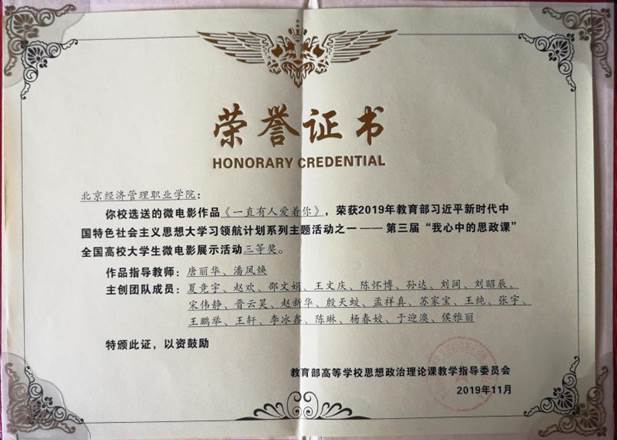 荣誉证书
HONORARY CREDENTIAL
北京经济管理职业学院：
你校选送的微电影作品《一直有人爱着你》，荣获2019年教育部习近平新时代中
国特色社会主义思想大学习领航计划系列主题活动之一——第三届“我心中的思政课”
全国高校大学生微电影展示活动三等奖。
作品指导教师：唐丽华、潘凤焕
主创团队成员：夏竞宇、赵欢、邵文娟、王文庆、陈怀博、孙达、刘闯、刘昭辰、
宋伟静、晋云昊、赵新华、殷天蛟、孟祥真、苏家宝、王纯、张宇、
王鹏举、王轩、李冰鑫、陈琳、杨春姣、于迎澳、侯雅丽
特颁此证，以资鼓励
教育部高等学校思想政治理论课教学指导委员会
2019年11月